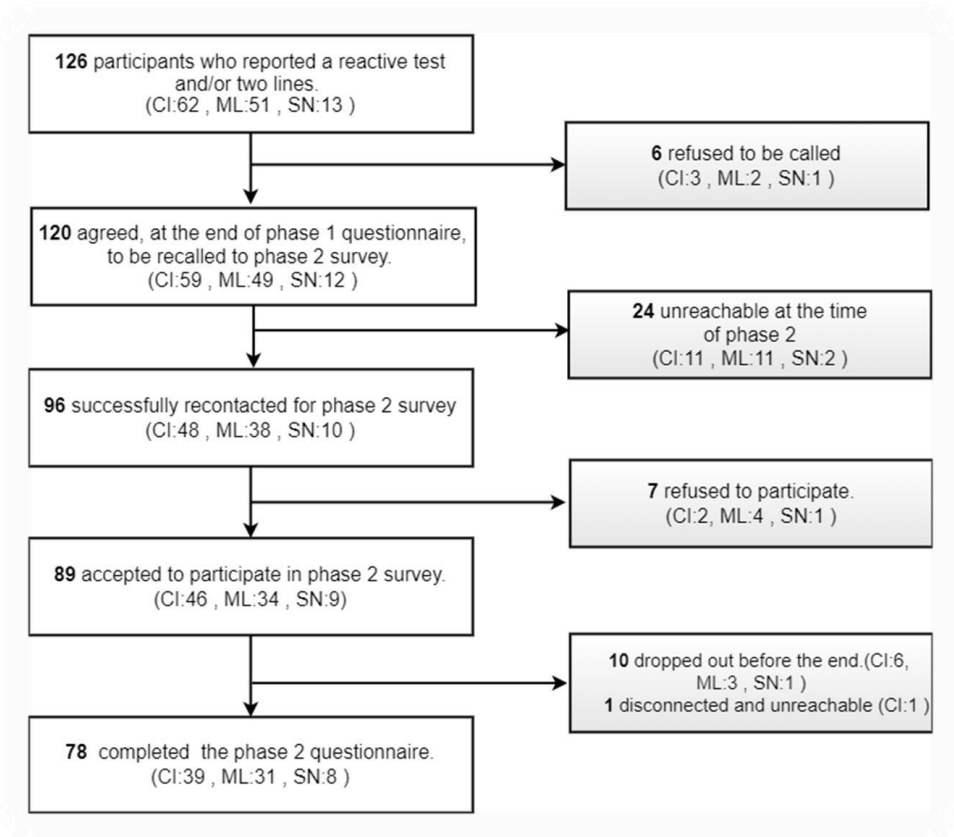 126 participants who reported a reactive test
and/or two lines.
(CI:62 , ML:51 , SN:13 )
6 refused to be called
(CI:3 , ML:2 , SN:1 )
120 agreed, at the end of phase 1 questionnaire,
to be recalled to phase 2 survey.
(CI:59 , ML:49 , SN:12 )
24 unreachable at the time
of phase 2
(CI:11 , ML:11 , SN:2 )
96 successfully recontacted for phase 2 survey
(CI:48 , ML:38 , SN:10 )
7 refused to participate.
(CI:2, ML:4 , SN:1 )
89 accepted to participate in phase 2 survey.
(CI:46 , ML:34 , SN:9)
10 dropped out before the end.(CI:6,
ML:3 , SN:1 )
1 disconnected and unreachable (CI:1 )
78 completed the phase 2 questionnaire.
(CI:39 , ML:31 , SN:8 )